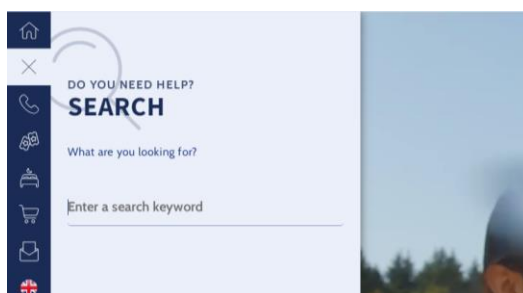 DO YOU NEED HELP?
SEARCH
What are you looking for?
Enter a search keyword